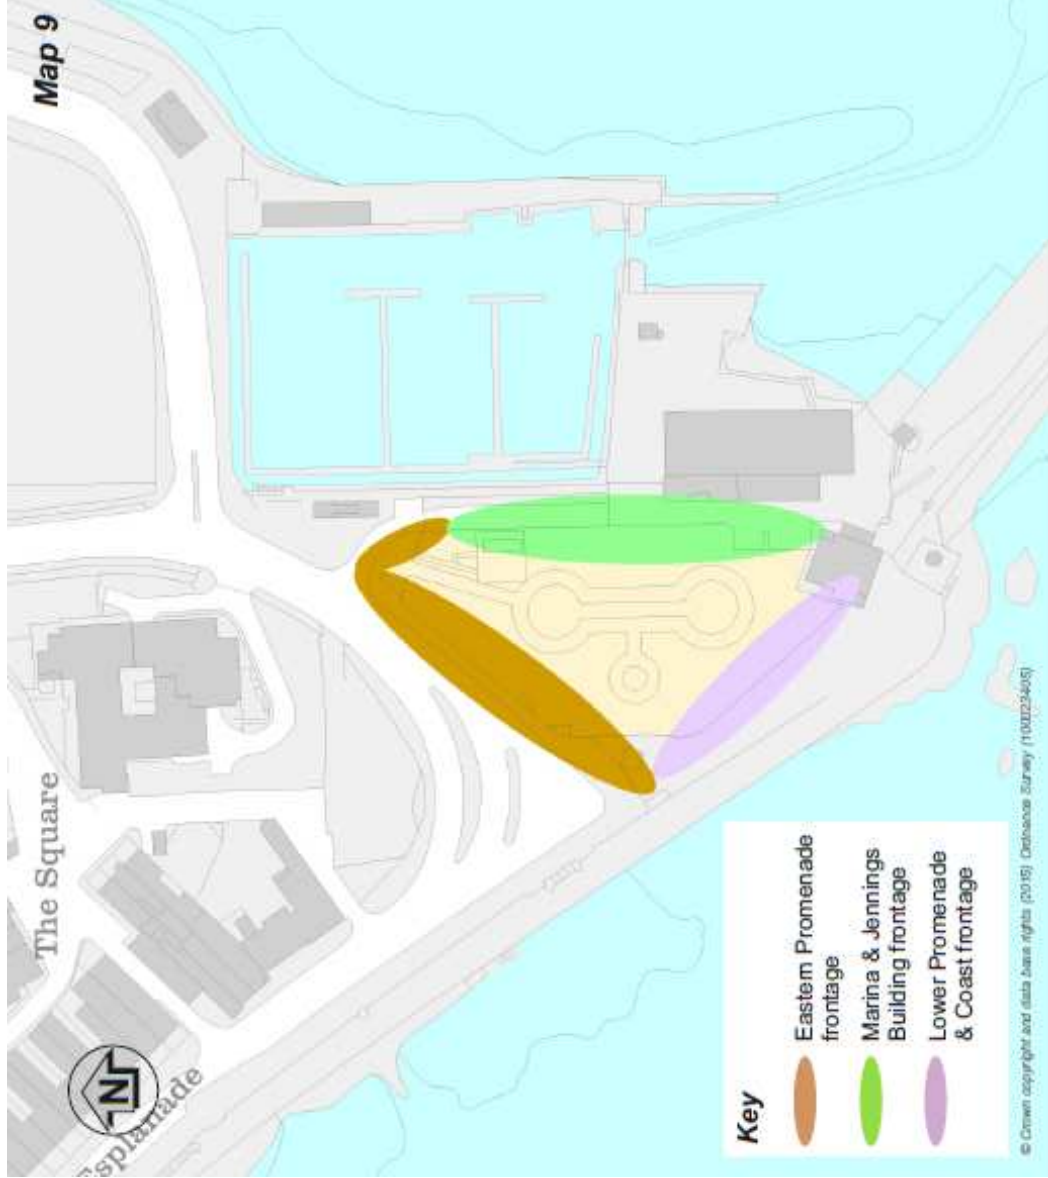 Map 9
The Square
Esplanade
N
Key
Eastern Promenade
frontage
Marina & Jennings
Building frontage
Lower Promenade
& Coast frontage
© Crown copyright and data base rights (2015) Ordnance Survey (100023405)